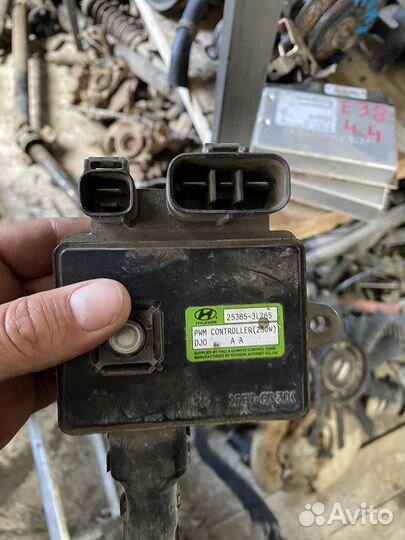 E38
4.4
HYUNDAI
25385-3L265
PWM CONTROLLER(250W)
DJ0 A A
SUPPLIED BY HALLA CLIMATE CONTROL CORP.
MANUFACTURED BY HYUNDAI AUTONET CO.,LTD.
Avito